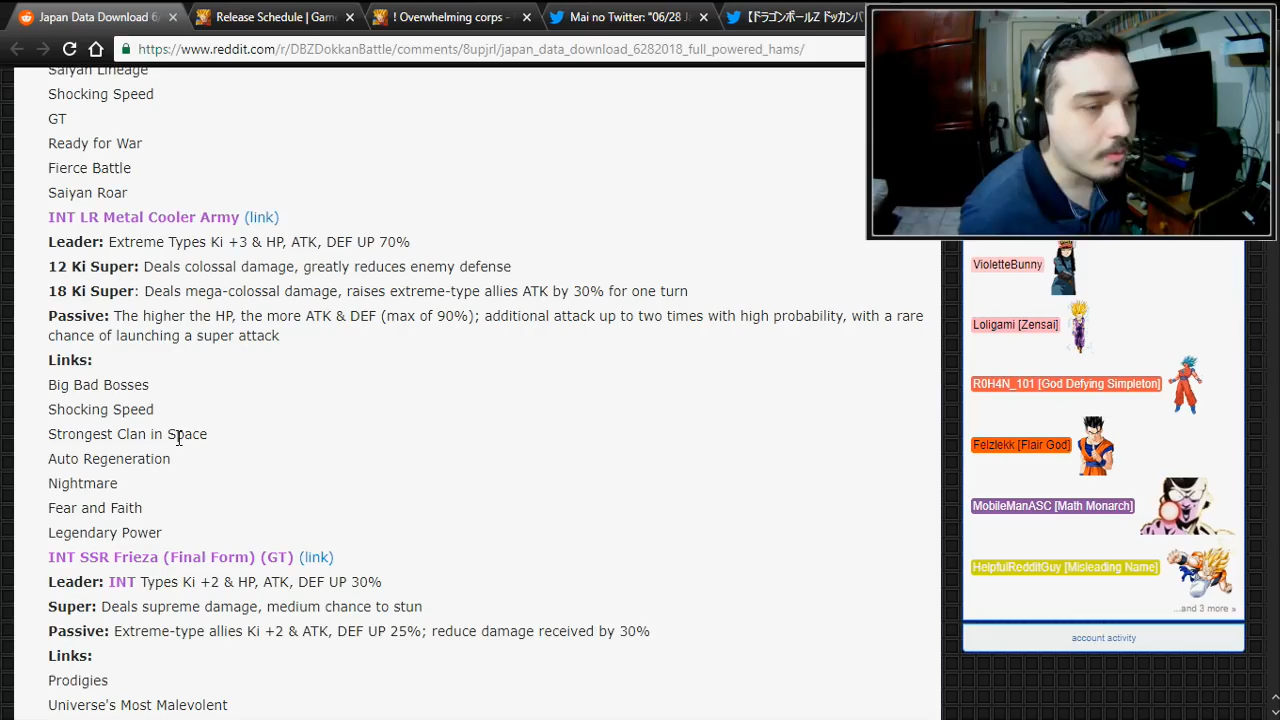 Japan Data Download 6/
Release Schedule | Gam
! Overwhelming corps -
Mai no Twitter: "06/28 J
【ドラゴンボールZ ドッカンバ
https://www.reddit.com/r/DBZDokkanBattle/comments/8upjrl/japan_data_download_6282018_full_powered_hams/
Saiyan Lineage
Shocking Speed
GT
Ready for War
Fierce Battle
Saiyan Roar
INT LR Metal Cooler Army (link)
Leader: Extreme Types Ki +3 & HP, ATK, DEF UP 70%
12 Ki Super: Deals colossal damage, greatly reduces enemy defense
18 Ki Super: Deals mega-colossal damage, raises extreme-type allies ATK by 30% for one turn
Passive: The higher the HP, the more ATK & DEF (max of 90%); additional attack up to two times with high probability, with a rare
chance of launching a super attack
Links:
Big Bad Bosses
Shocking Speed
Strongest Clan in Space
Auto Regeneration
Nightmare
Fear and Faith
Legendary Power
INT SSR Frieza (Final Form) (GT) (link)
Leader: INT Types Ki +2 & HP, ATK, DEF UP 30%
Super: Deals supreme damage, medium chance to stun
Passive: Extreme-type allies Ki +2 & ATK, DEF UP 25%; reduce damage received by 30%
Links:
Prodigies
Universe's Most Malevolent
VioletteBunny
Loligami [Zensai]
R0H4N_101 [God Defying Simpleton]
Felzlekk [Flair God]
MobileManASC [Math Monarch]
HelpfulRedditGuy [Misleading Name]
...and 3 more »
account activity